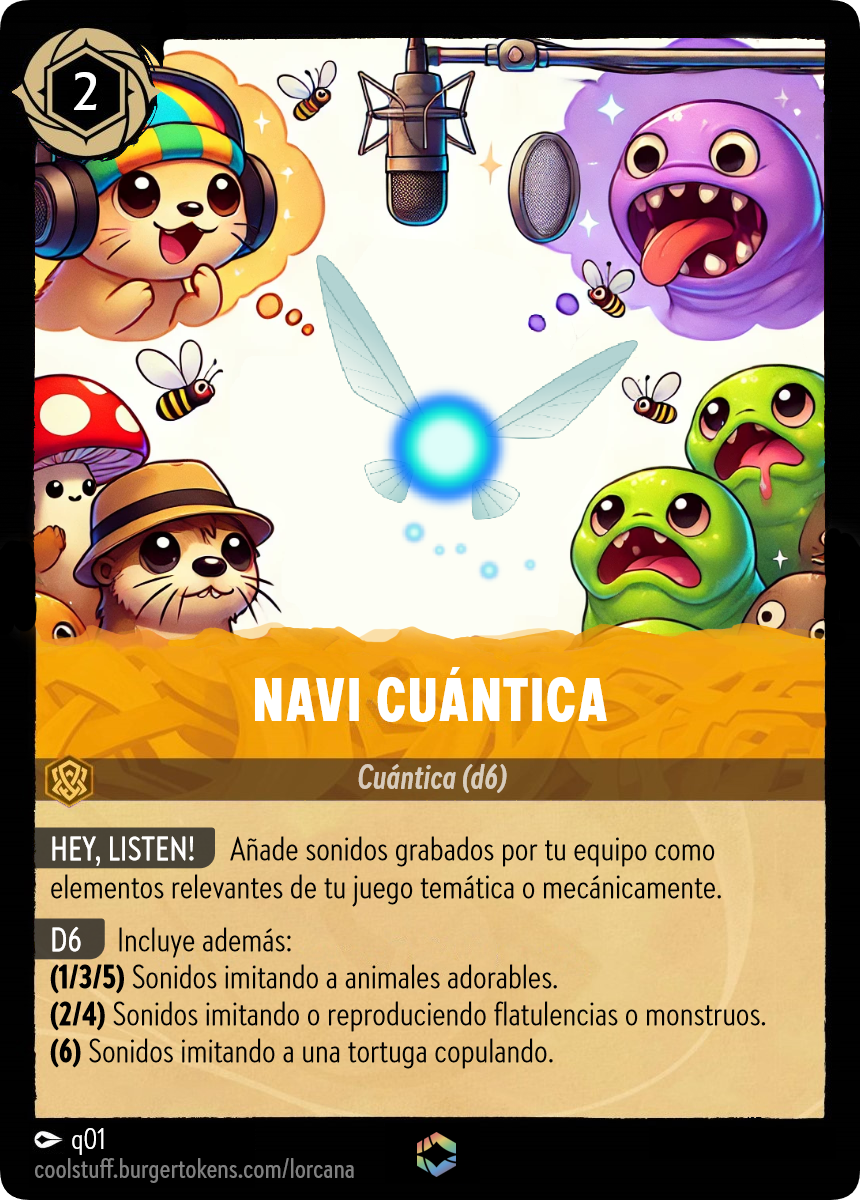 2
NAVI CUÁNTICA
Cuántica (d6)
HEY, LISTEN! Añade sonidos grabados por tu equipo como
elementos relevantes de tu juego temática o mecánicamente.
D6 Incluye además:
(1/3/5) Sonidos imitando a animales adorables.
(2/4) Sonidos imitando o reproduciendo flatulencias o monstruos.
(6) Sonidos imitando a una tortuga copulando.
q01
coolstuff.burgertokens.com/lorcana